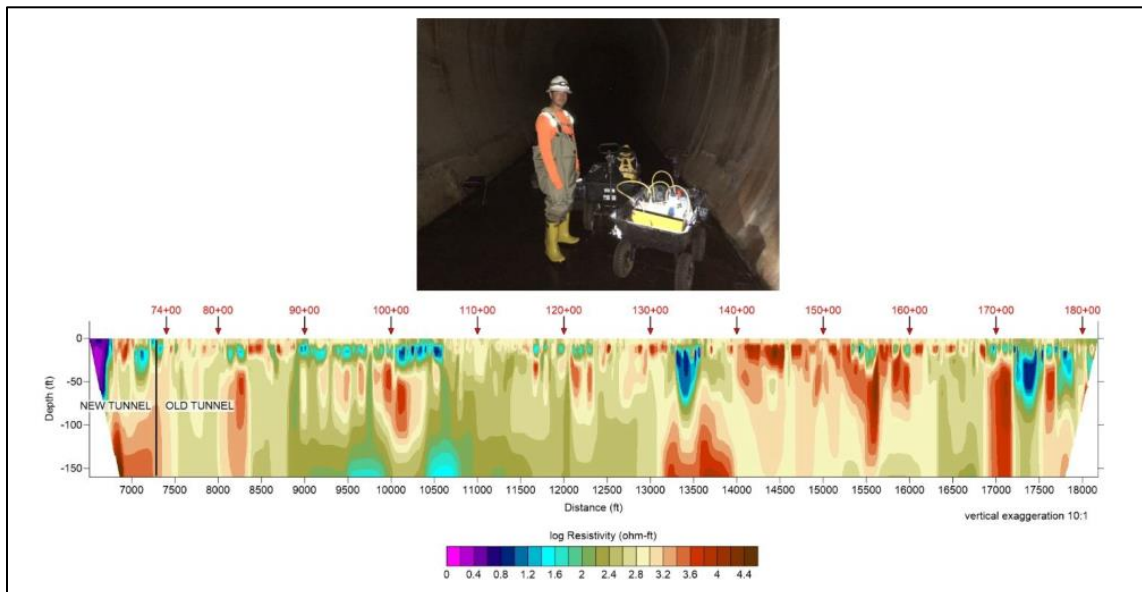 74+00 80+00 90+00 100+00 110+00 120+00 130+00 140+00 150+00 160+00 170+00 180+00
0
-50
-100
-150
Depth (ft)
NEW TUNNEL OLD TUNNEL
7000 7500 8000 8500 9000 9500 10000 10500 11000 11500 12000 12500 13000 13500 14000 14500 15000 15500 16000 16500 17000 17500 18000
Distance (ft)
vertical exaggeration 10:1
log Resistivity (ohm-ft)
0 0.4 0.8 1.2 1.6 2 2.4 2.8 3.2 3.6 4 4.4